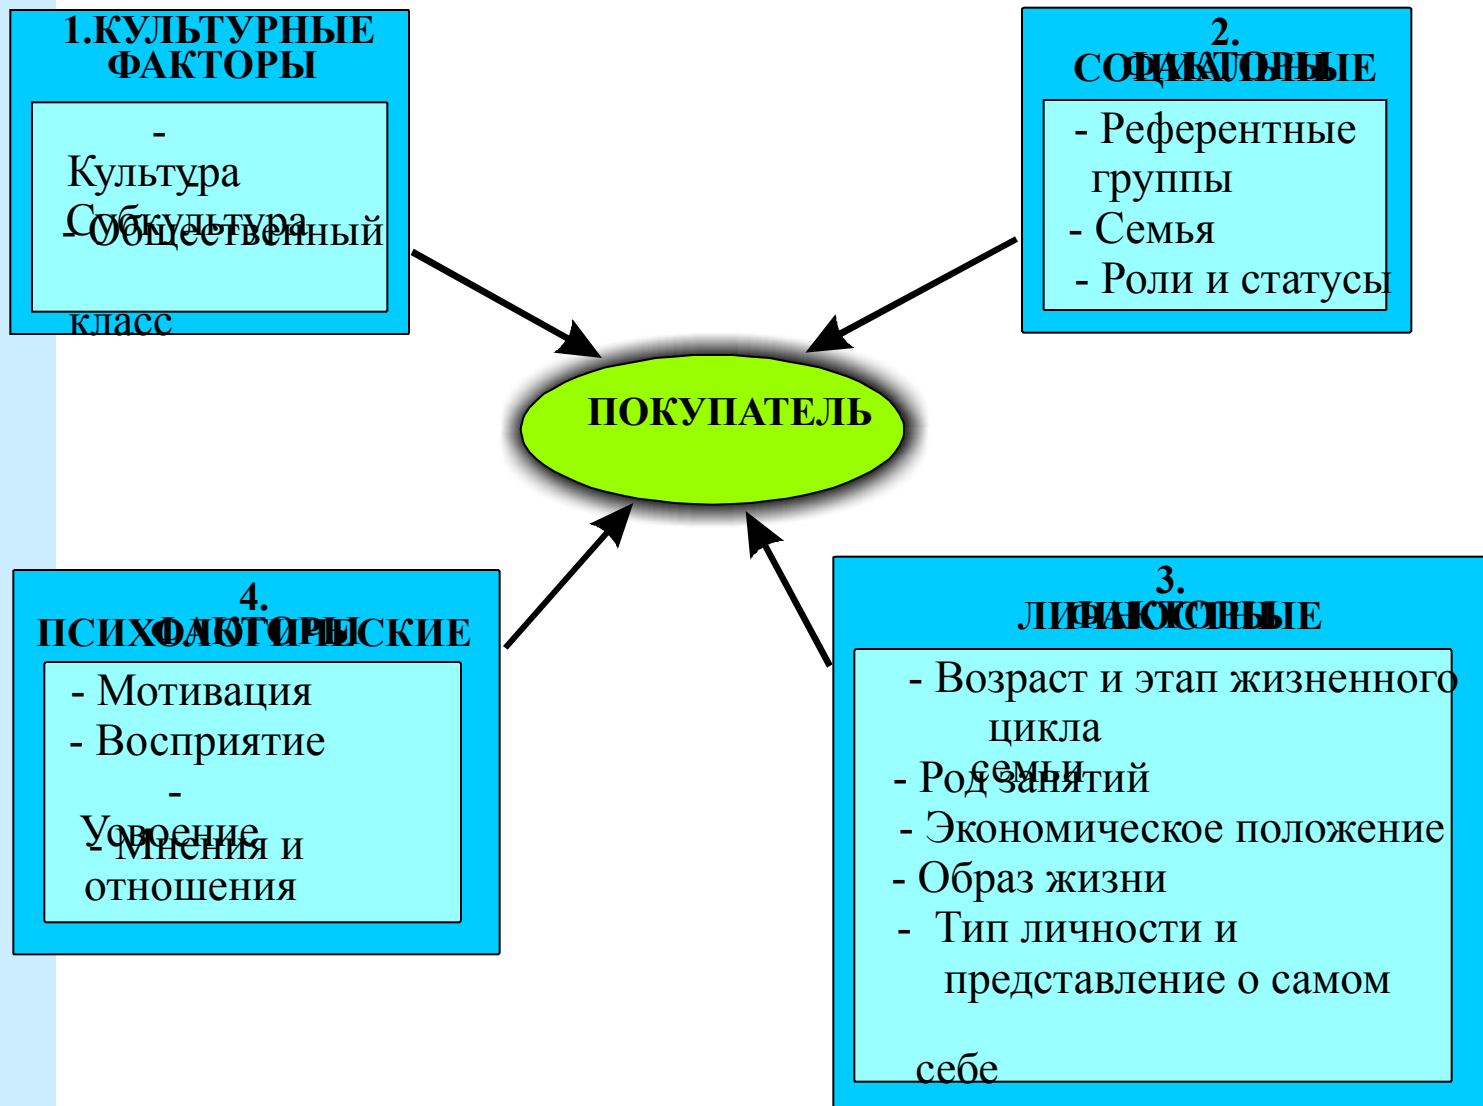 1.КУЛЬТУРНЫЕ
ФАКТОРЫ
-
Культура
-
Субкультура
- Общественный
класс
2.
СОЦИАЛЬНЫЕ
ФАКТОРЫ
- Референтные
группы
- Семья
- Роли и статусы
ПОКУПАТЕЛЬ
4.
ПСИХОЛОГИЧЕСКИЕ
ФАКТОРЫ
- Мотивация
- Восприятие
-
Усвоение
- Мнения и
отношения
3.
ЛИЧНОСТНЫЕ
ФАКТОРЫ
- Возраст и этап жизненного
цикла
семьи
- Род занятий
- Экономическое положение
- Образ жизни
- Тип личности и
представление о самом
себе